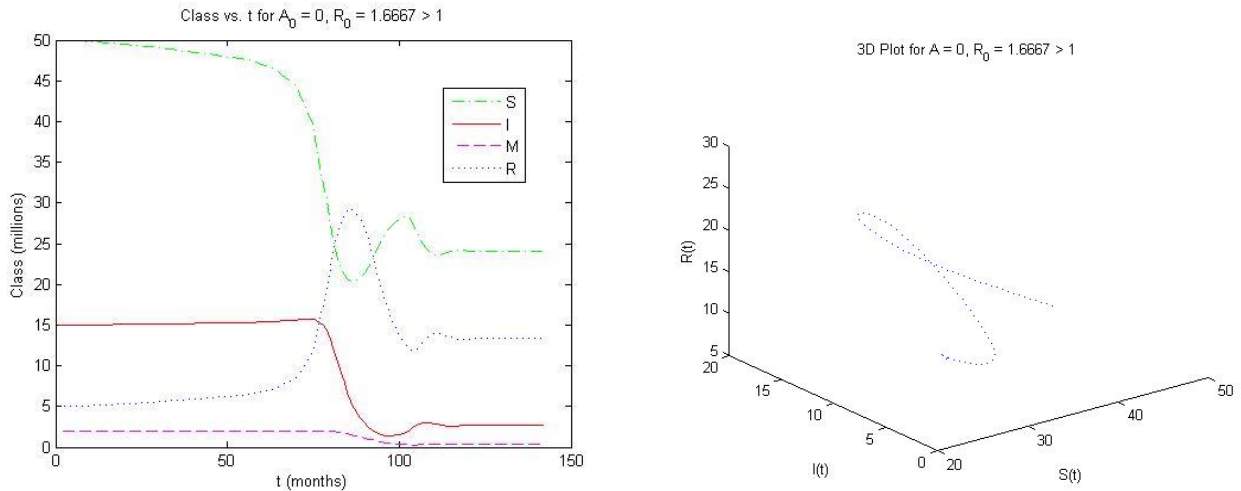 Class vs. t for A0 = 0, R0 = 1.6667 > 1
50
45
40
35
30
25
20
15
10
5
0
Class (millions)
0
50
100
150
t (months)
S
I
M
R
3D Plot for A = 0, R0 = 1.6667 > 1
30
25
20
15
10
5
R(t)
20
15
10
5
0
I(t)
20
30
40
50
S(t)